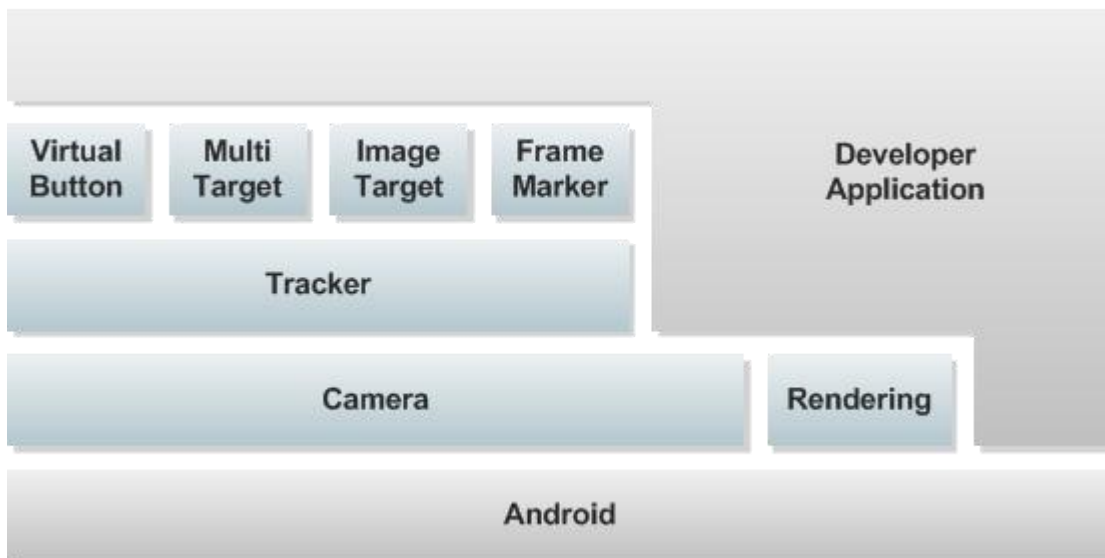 Virtual
Button
Multi
Target
Image
Target
Frame
Marker
Developer
Application
Tracker
Camera
Rendering
Android